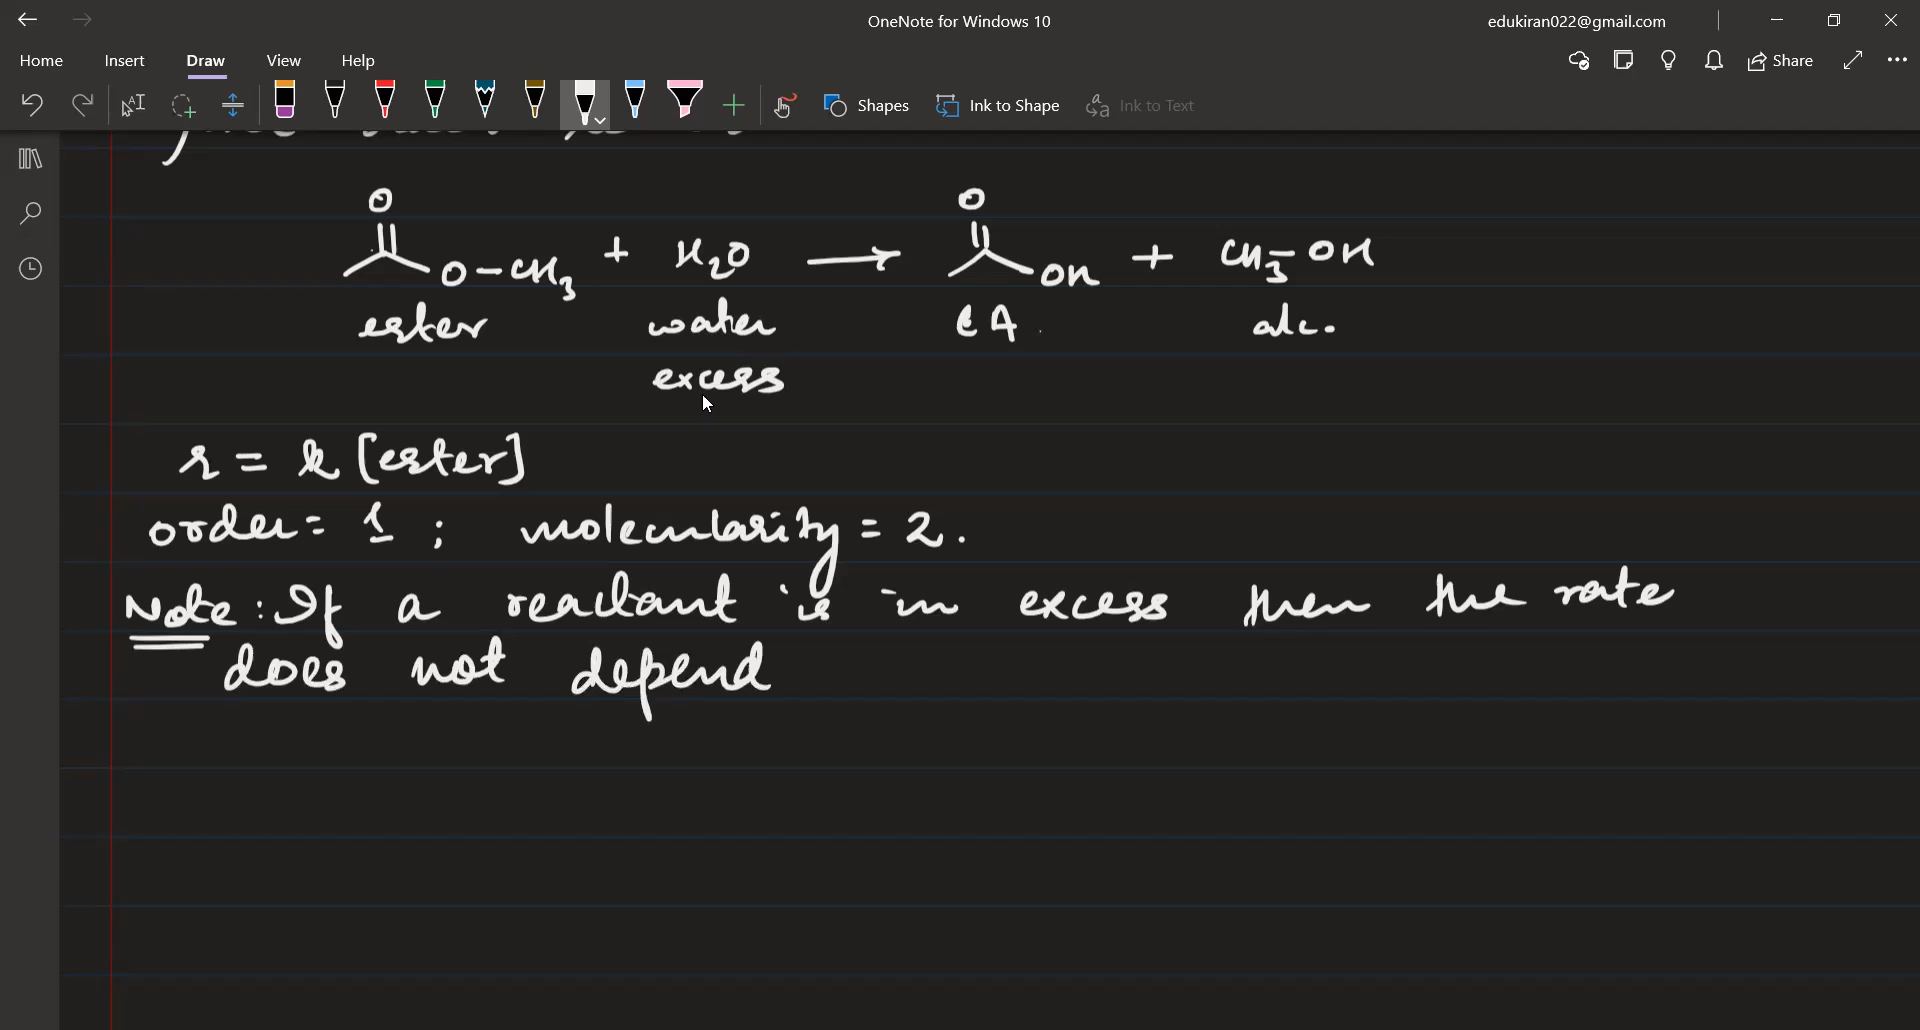 OneNote for Windows 10
edukiran022@gmail.com
Home Insert Draw View Help
Share
Shapes Ink to Shape Ink to Text
O O
O-CH3 + H2O → OH + CH3-OH
ester water CA alc.
excess
r = k [ester]
order = 1 ; molecularity = 2.
Note: If a reactant is in excess then the rate
does not depend